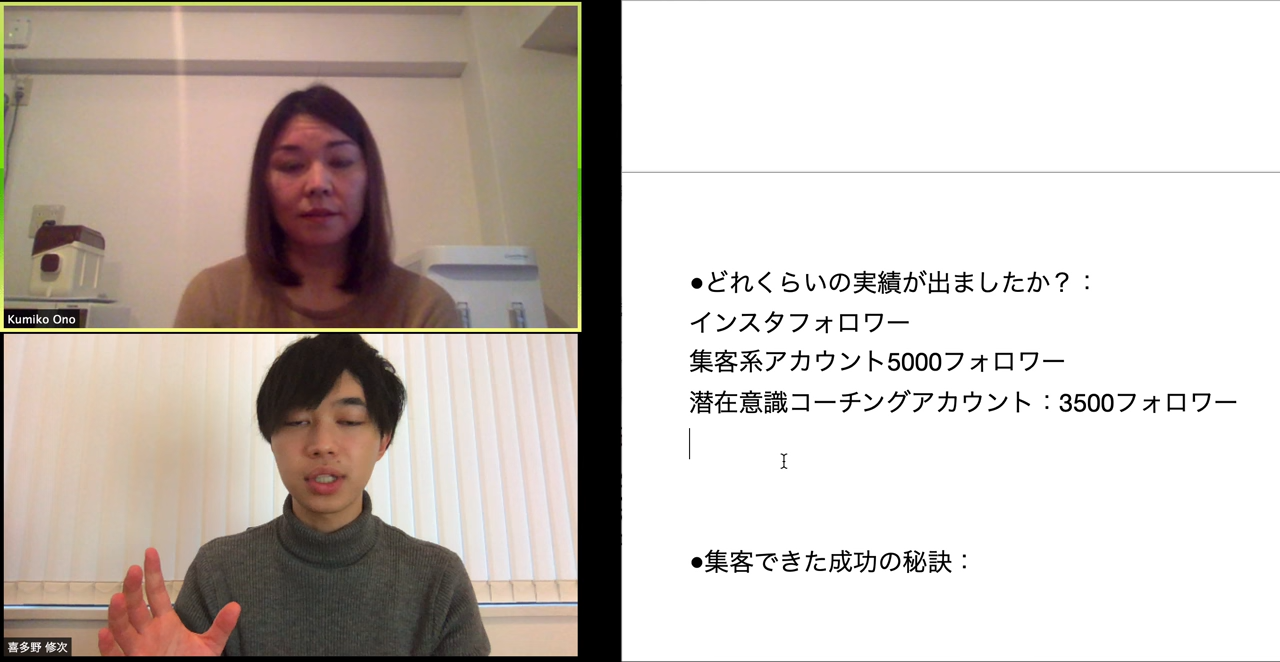 Kumiko Ono
喜多野 修次
●どれくらいの実績が出ましたか？：
インスタフォロワー
集客系アカウント5000フォロワー
潜在意識コーチングアカウント：3500フォロワー
●集客できた成功の秘訣：